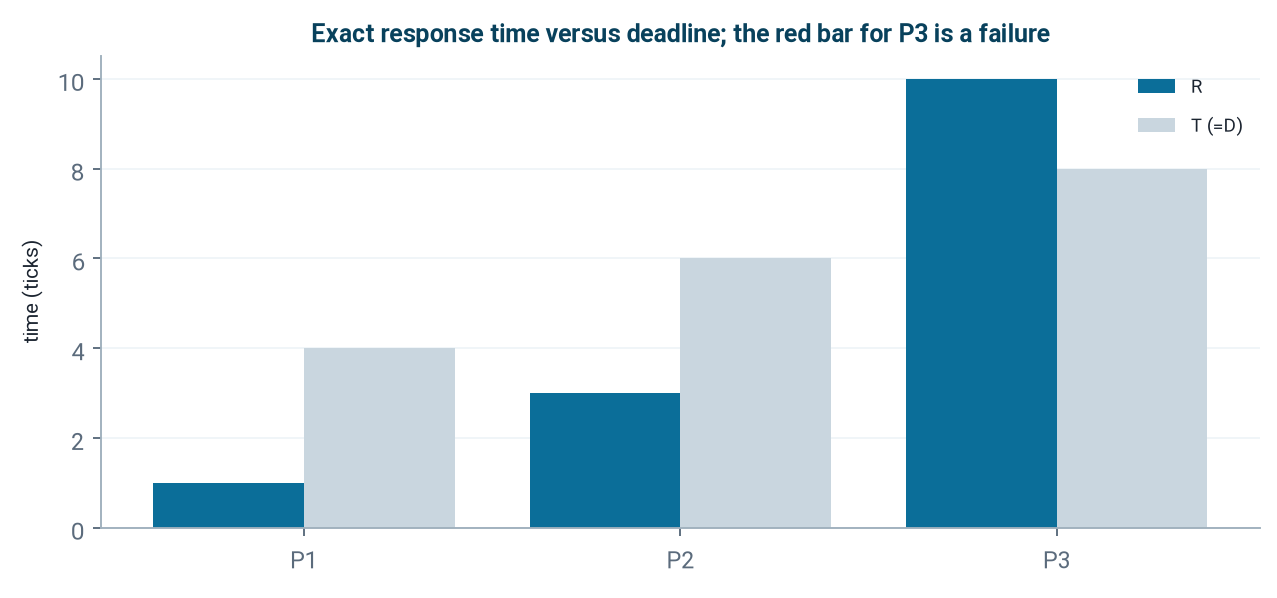 Exact response time versus deadline; the red bar for P3 is a failure
R
T (=D)
time (ticks)
10
8
6
4
2
0
P1
P2
P3